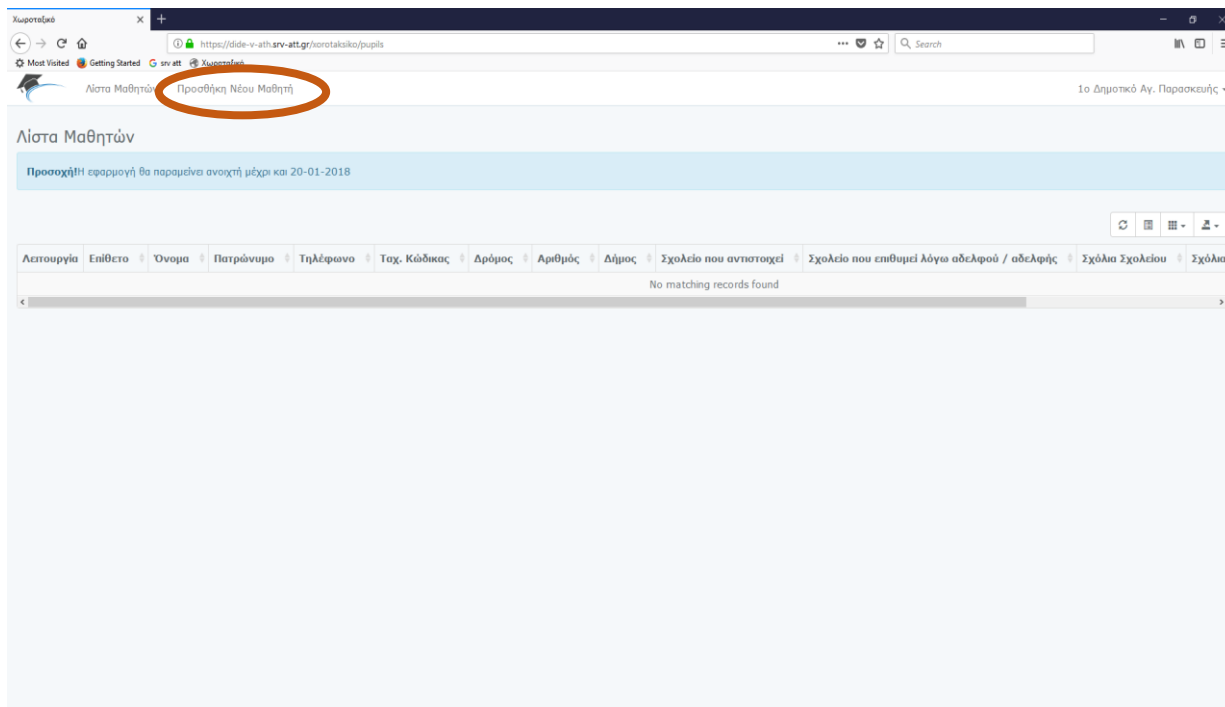 Χωροταξικό
https://dide-v-ath.srv-att.gr/xorotaksiko/pupils
Search
Most Visited Getting Started srv att Χωροταξικό
Λίστα Μαθητών Προσθήκη Νέου Μαθητή 1ο Δημοτικό Αγ. Παρασκευής
Λίστα Μαθητών
Προσοχή!Η εφαρμογή θα παραμείνει ανοιχτή μέχρι και 20-01-2018
Λειτουργία Επίθετο Όνομα Πατρώνυμο Τηλέφωνο Ταχ. Κώδικας Δρόμος Αριθμός Δήμος Σχολείο που αντιστοιχεί Σχολείο που επιθυμεί λόγω αδελφού / αδελφής Σχόλια Σχολείου Σχόλια
No matching records found